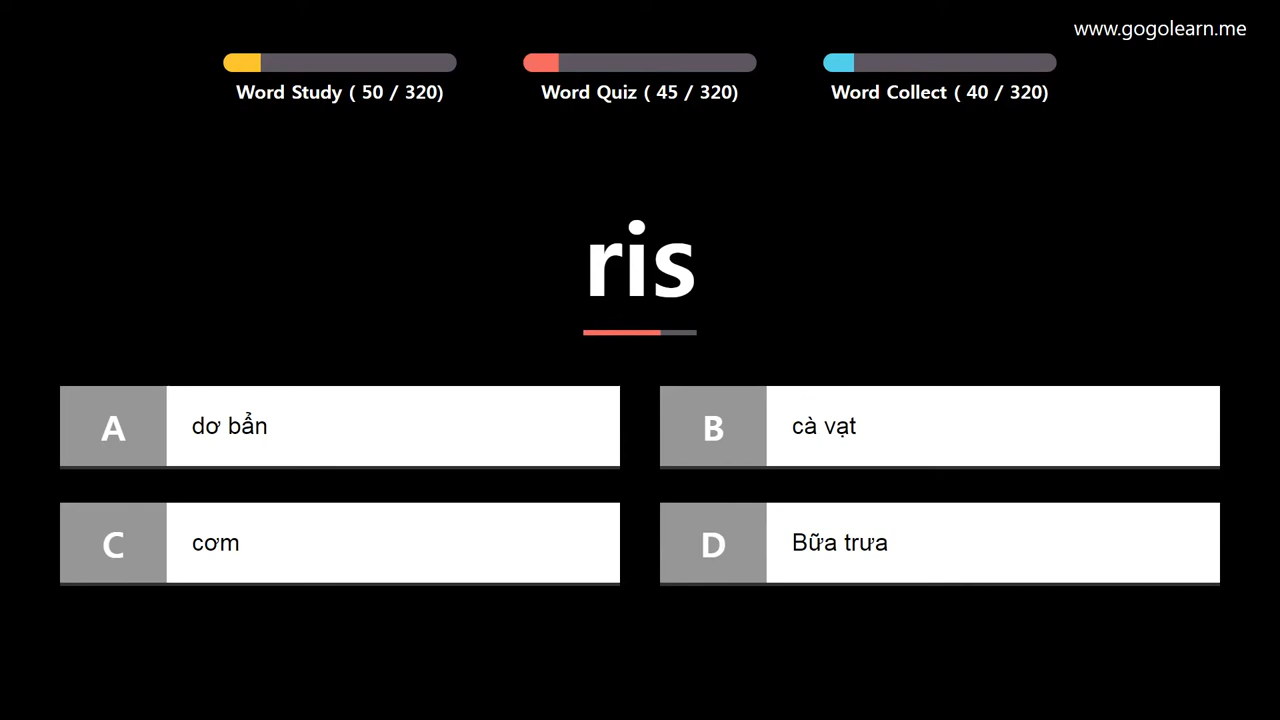 www.gogolearn.me
Word Study ( 50 / 320)
Word Quiz ( 45 / 320)
Word Collect ( 40 / 320)
ris
A dơ bẩn
B cà vạt
C cơm
D Bữa trưa